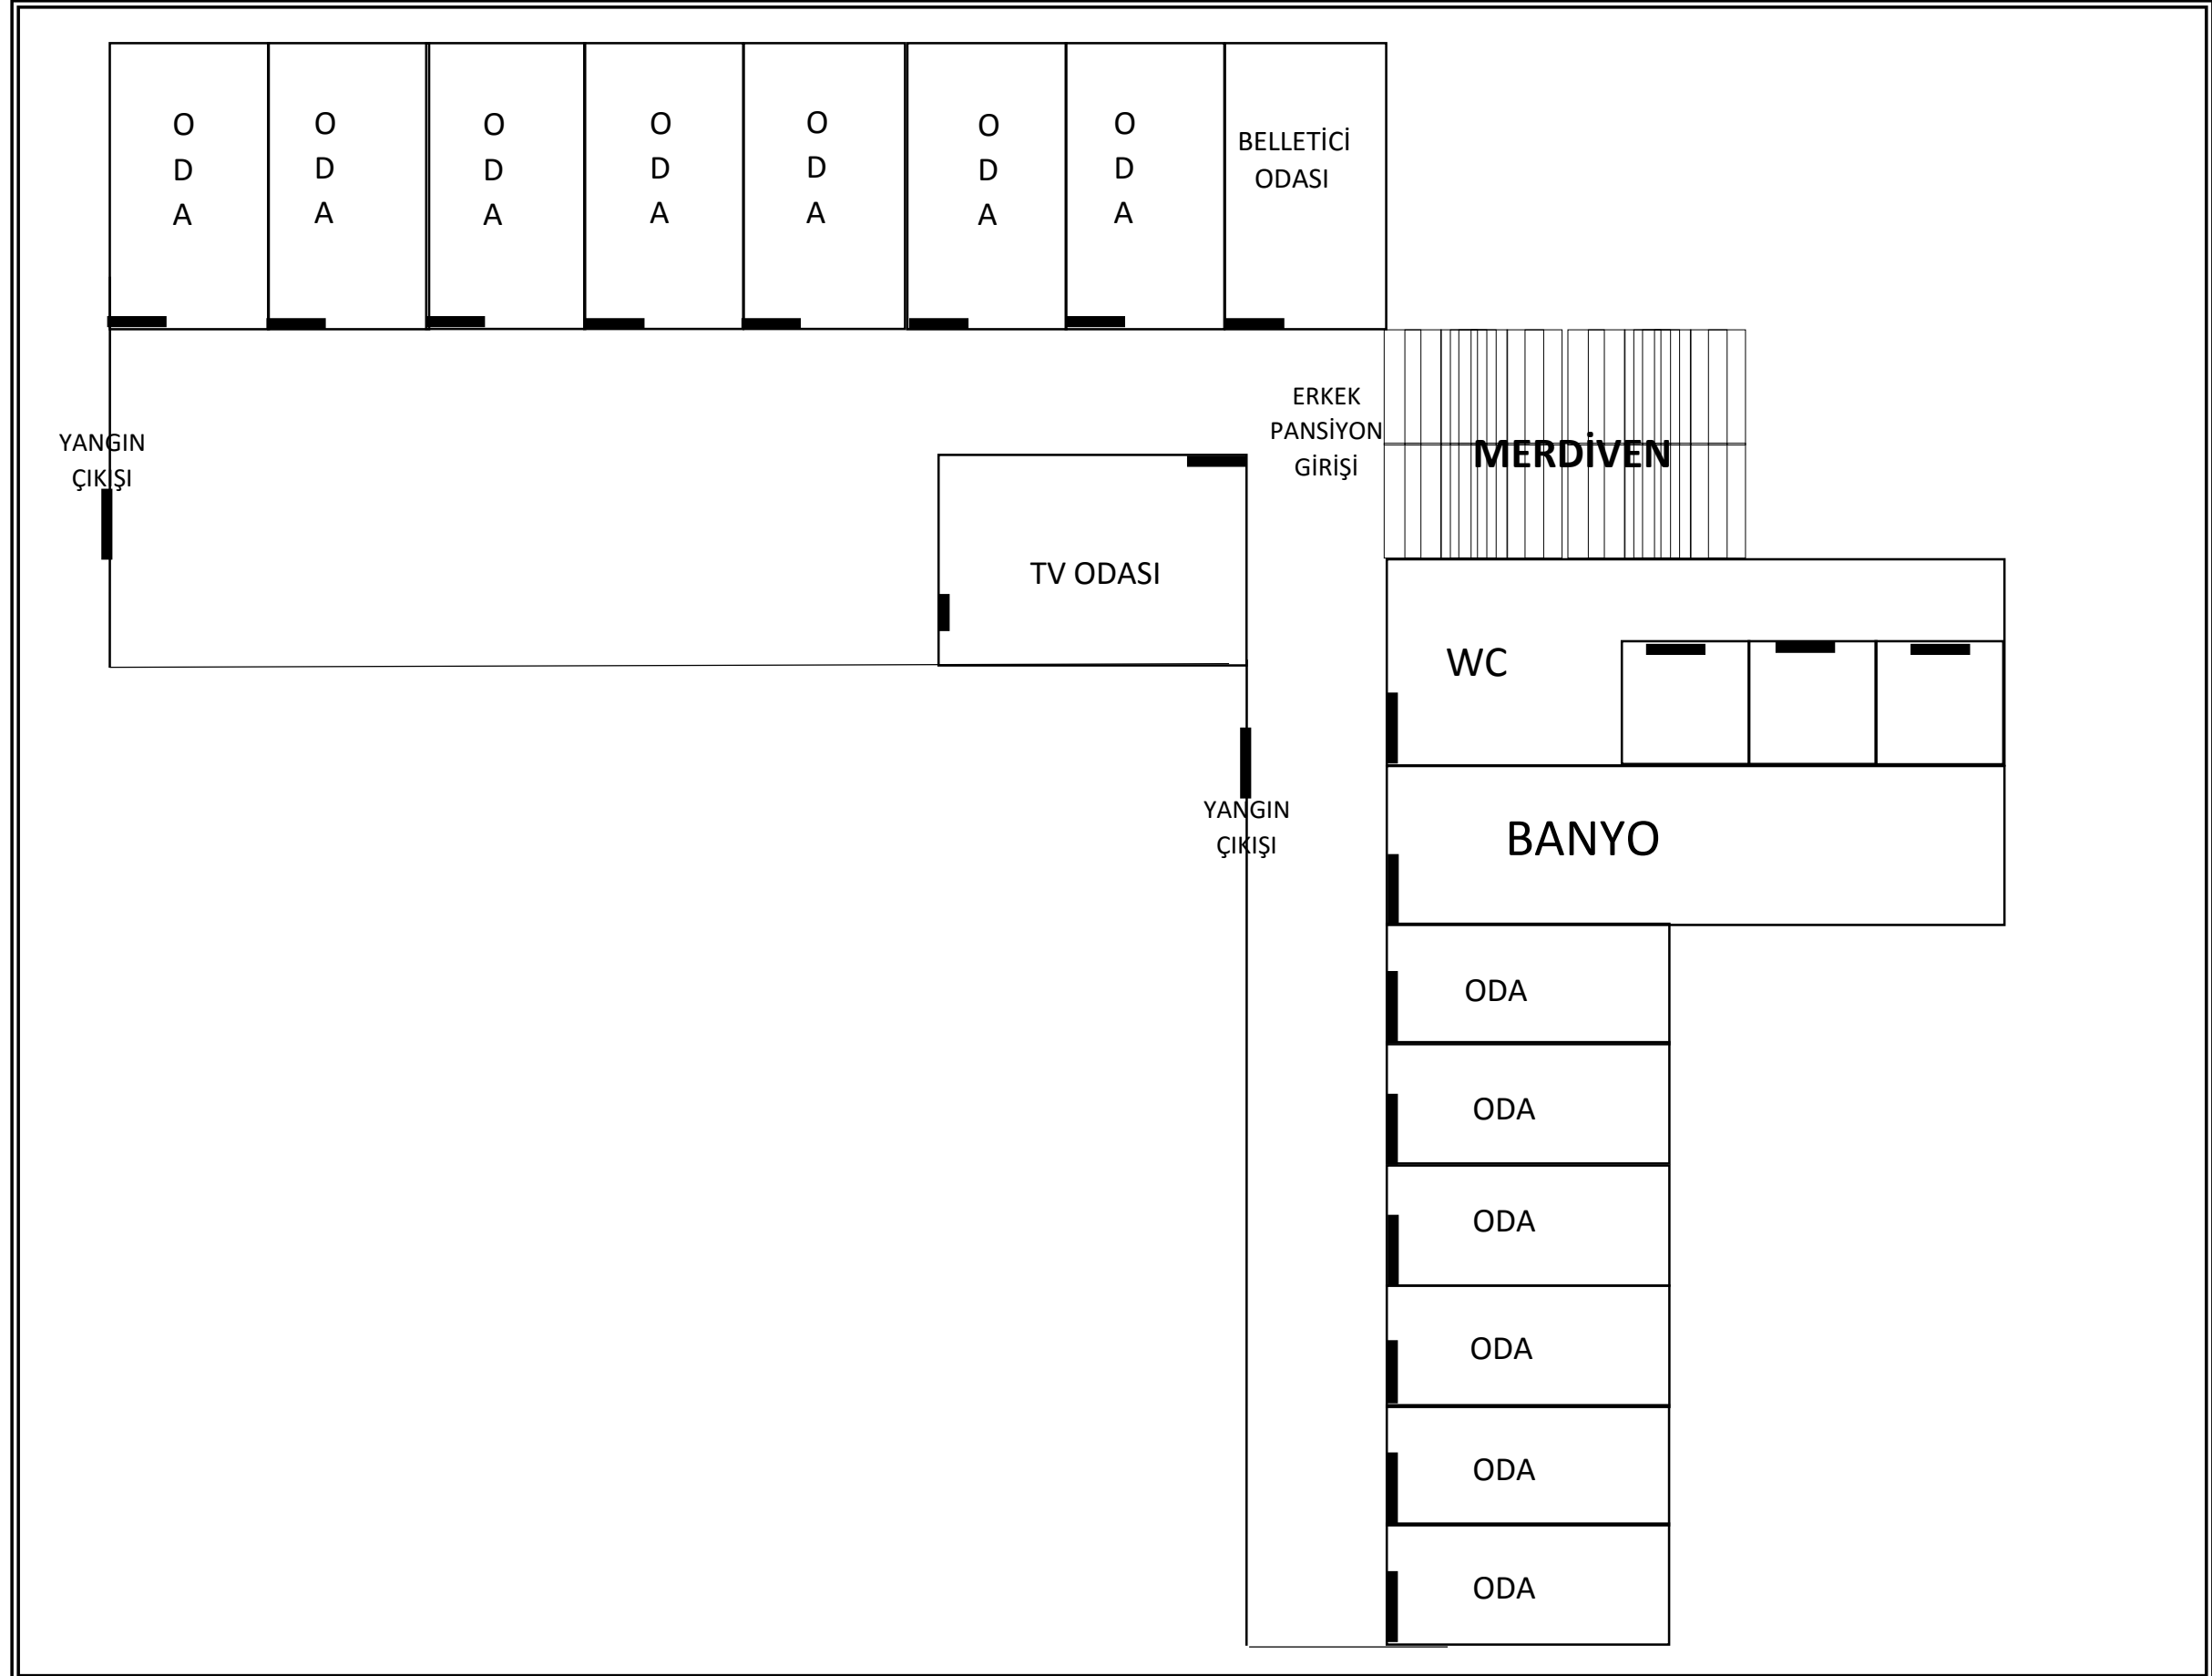 O
D
A
O
D
A
O
D
A
O
D
A
O
D
A
O
D
A
O
D
A
BELLETİCİ
ODASI
YANGIN
ÇIKIŞI
ERKEK
PANSİYON
GİRİŞİ
MERDİVEN
TV ODASI
WC
YANGIN
ÇIKIŞI
BANYO
ODA
ODA
ODA
ODA
ODA
ODA